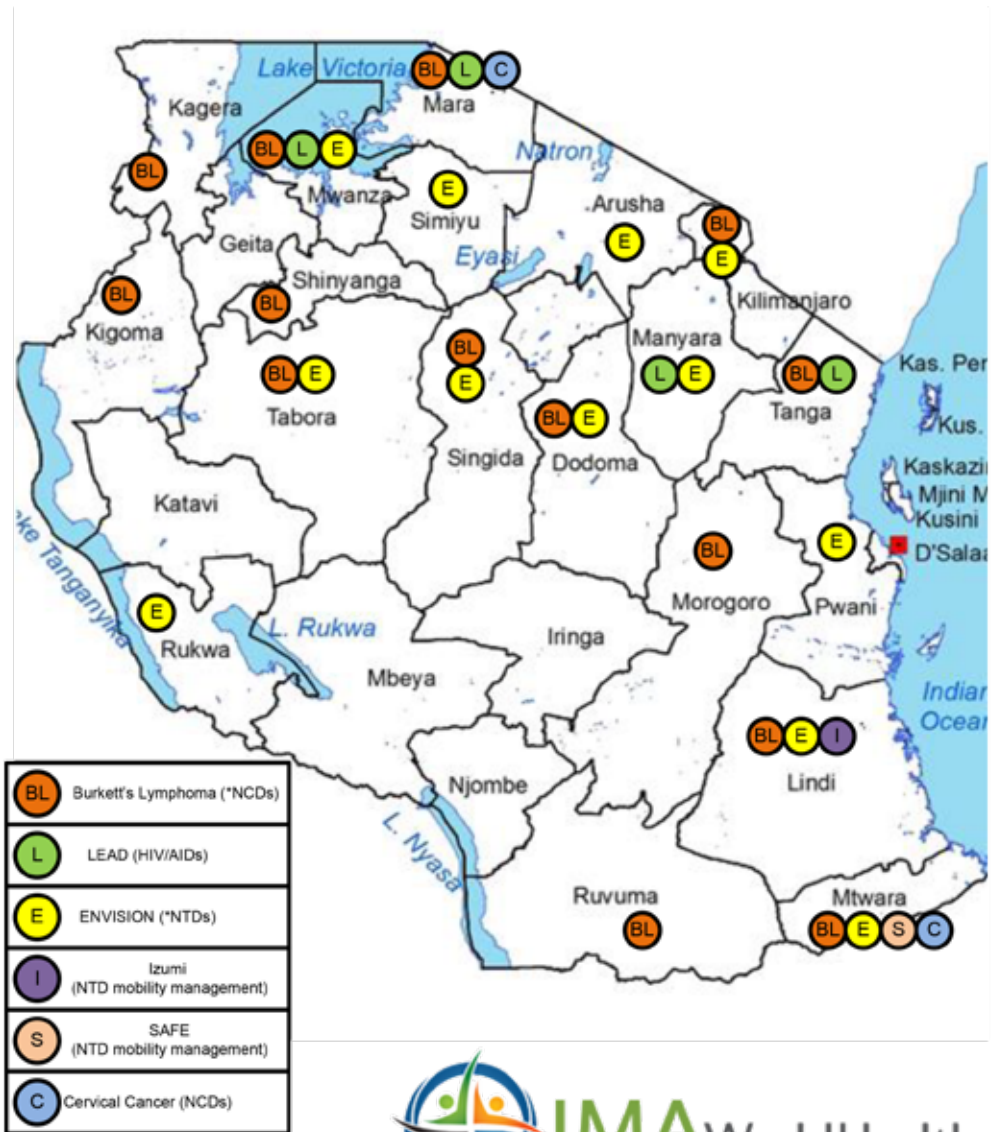 Lake Victoria
BL L C
Kagera
Mara
BL
BL L E
Natron
Mwanza
E
Simiyu
Arusha
E
BL
E
Geita
Eyasi
Shinyanga
BL
BL
Kilimanjaro
Kigoma
Manyara
BL
E
BL E
Tabora
L E
BL L
Tanga
Kas. Per
Kus.
BL E
Singida
Dodoma
Kaskazi
Mjini M
Kusini
Katavi
D'Salaa
BL
E
Morogoro
Pwani
ke Tanganyika
E
Rukwa
L. Rukwa
Iringa
Mbeya
Indian
Ocean
BL E I
Lindi
Njombe
L. Nyasa
Ruvuma
BL
Mtwara
BL E S C
BL Burkett's Lymphoma (*NCDs)
L LEAD (HIV/AIDs)
E ENVISION (*NTDs)
I Izumi
(NTD mobility management)
S SAFE
(NTD mobility management)
C Cervical Cancer (NCDs)
IMA World Health